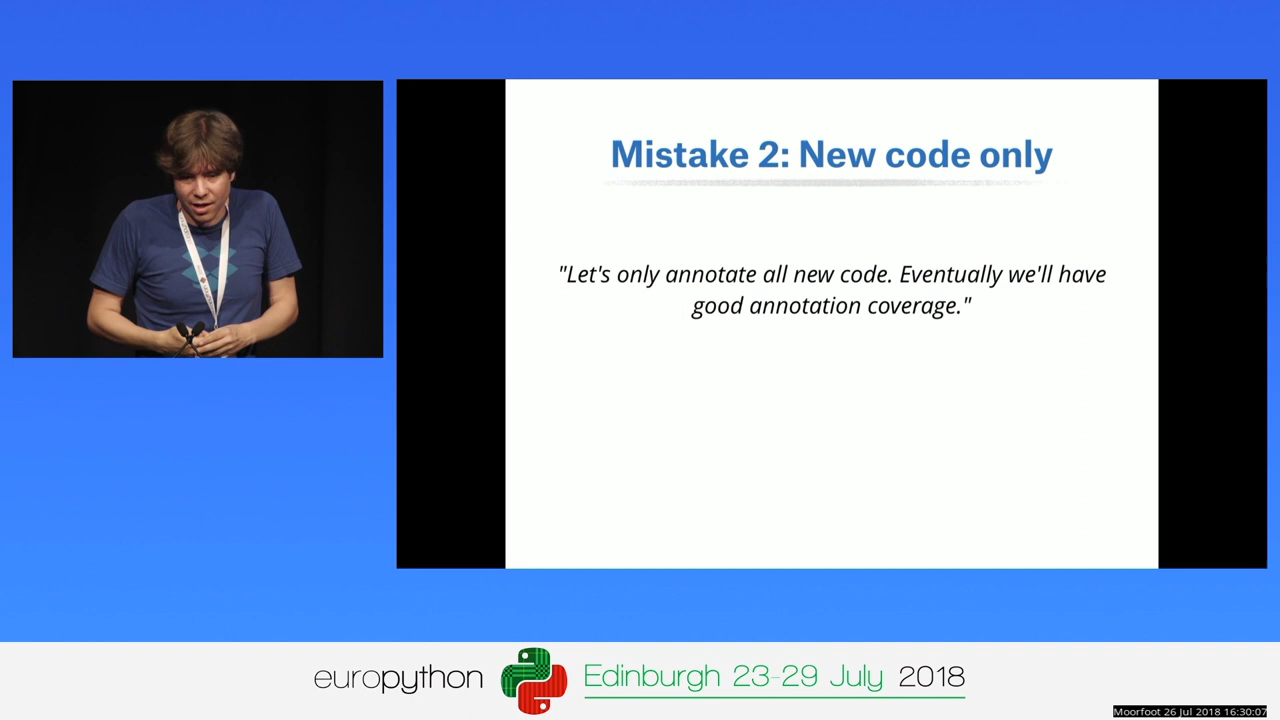 Mistake 2: New code only
"Let's only annotate all new code. Eventually we'll have
good annotation coverage."
europython
Edinburgh 23-29 July 2018
Moorfoot 26 Jul 2018 16:30:07